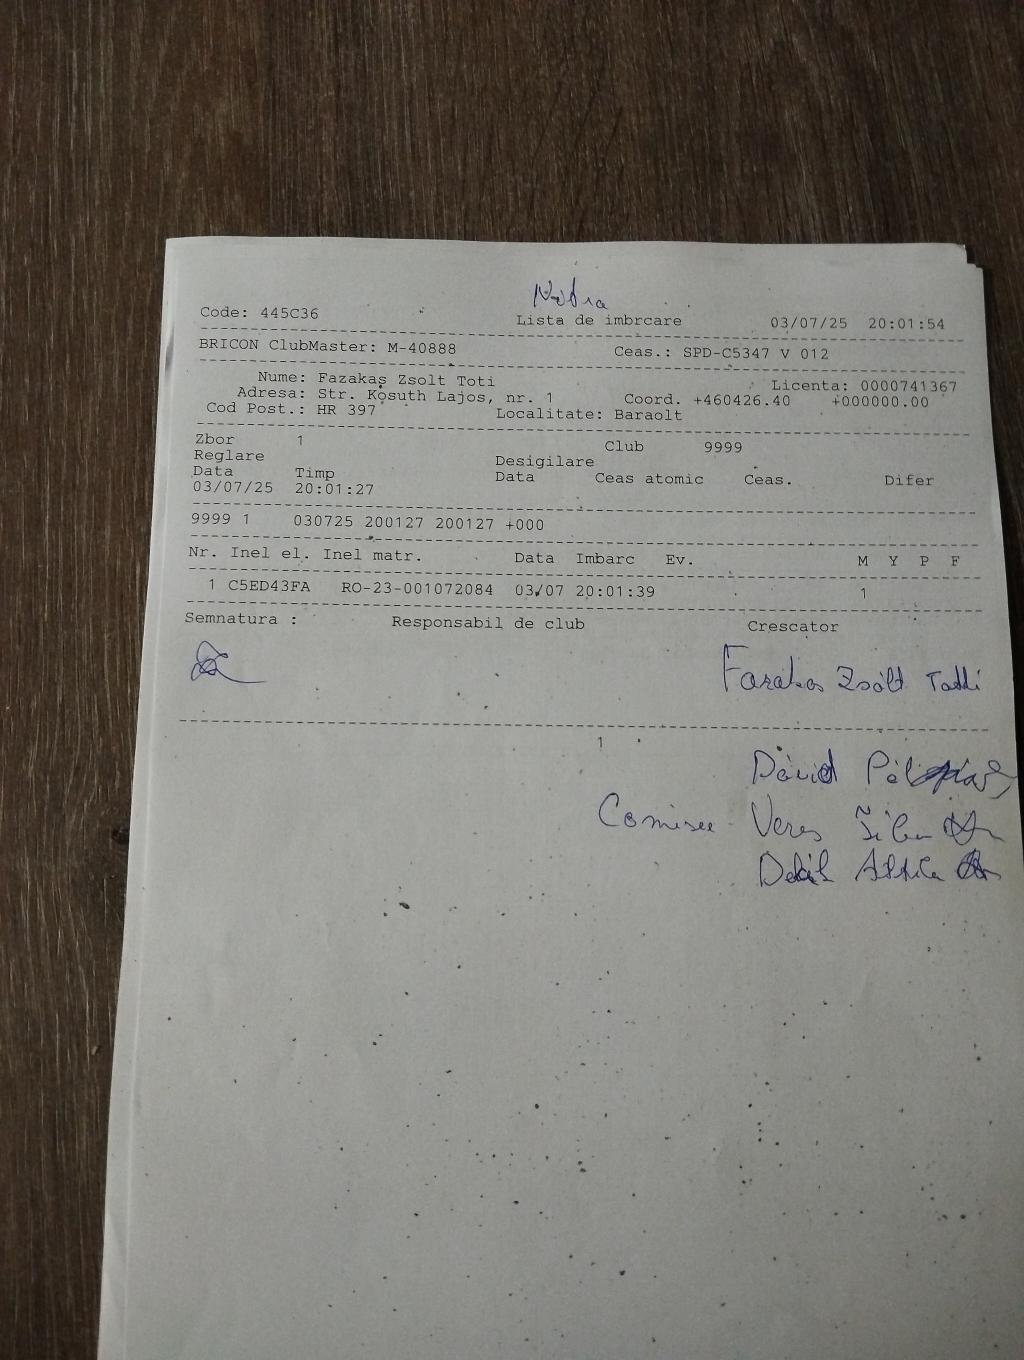 Code: 445C36 Lista de imbrcare 03/07/25 20:01:54
BRICON ClubMaster: M-40888 Ceas.: SPD-C5347 V 012
Nume: Fazakas Zsolt Toti Licenta: 0000741367
Adresa: Str. Kosuth Lajos, nr. 1 Coord. +460426.40 +000000.00
Cod Post.: HR 397 Localitate: Baraolt
Zbor 1 Club 9999
Reglare Desigilare
Data Timp Data Ceas atomic Ceas. Difer
03/07/25 20:01:27
9999 1 030725 200127 200127 +000
Nr. Inel el. Inel matr. Data Imbarc Ev. M Y P F
1 C5ED43FA RO-23-001072084 03/07 20:01:39 1
Semnatura : Responsabil de club Crescator
Fazakas Zsolt Totti
1
Dávid Pál
Veres
Attila